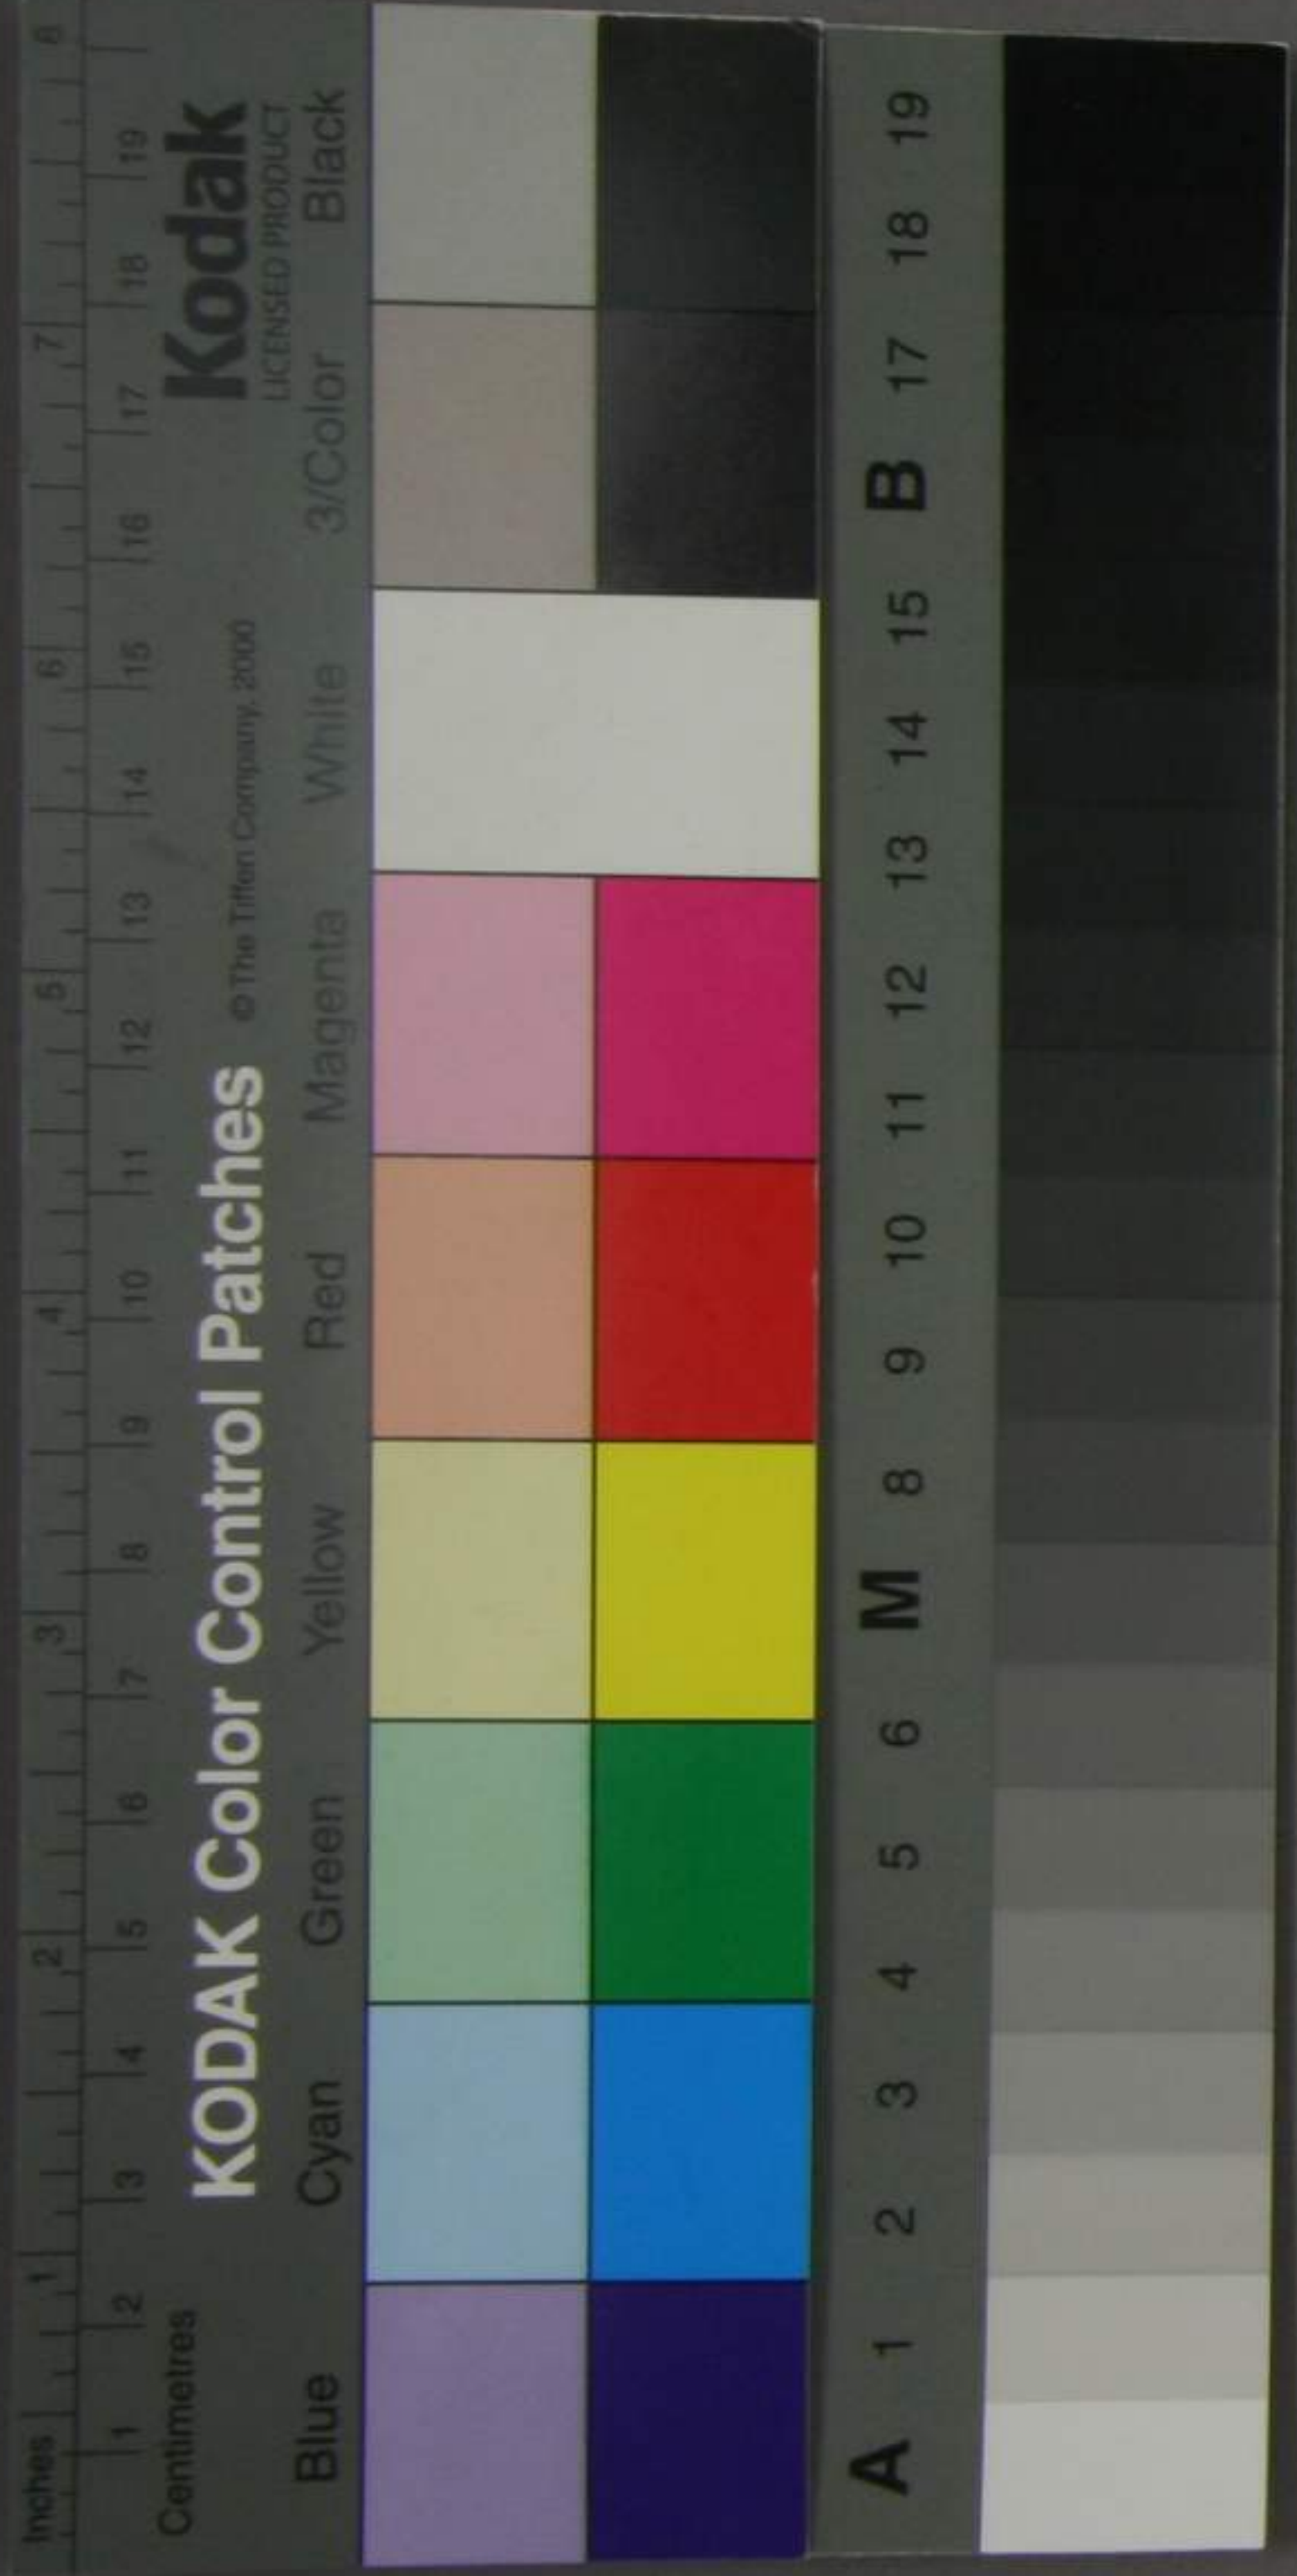 Inches 1 2 3 4 5 6 7 8
Centimetres 1 2 3 4 5 6 7 8 9 10 11 12 13 14 15 16 17 18 19
KODAK Color Control Patches © The Tiffen Company, 2000 Kodak
LICENSED PRODUCT
Blue Cyan Green Yellow Red Magenta White 3/Color Black
A 1 2 3 4 5 6 M 8 9 10 11 12 13 14 15 B 17 18 19